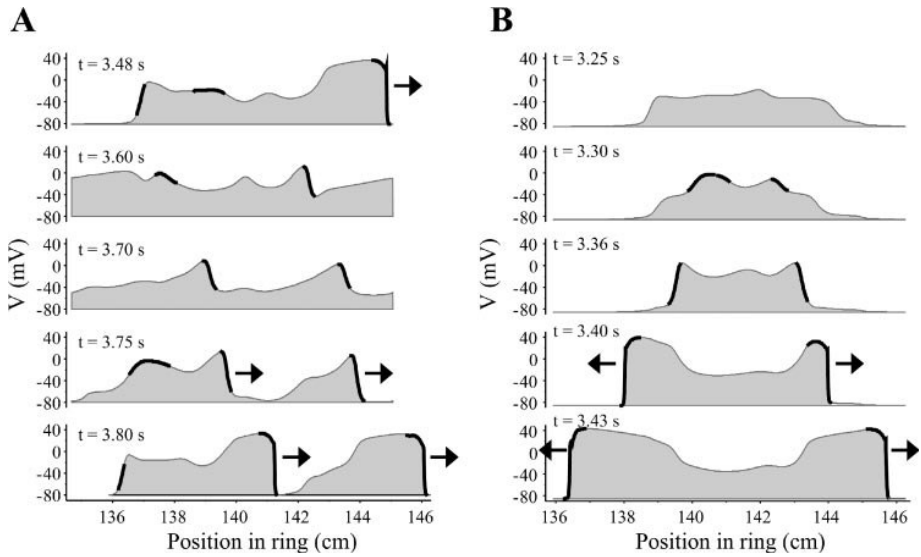 A
B
40
0
-40
-80
t = 3.48 s
40
0
-40
-80
t = 3.60 s
40
0
-40
-80
t = 3.70 s
40
0
-40
-80
t = 3.75 s
40
0
-40
-80
t = 3.80 s
V (mV)
136 138 140 142 144 146
Position in ring (cm)
40
0
-40
-80
t = 3.25 s
40
0
-40
-80
t = 3.30 s
40
0
-40
-80
t = 3.36 s
40
0
-40
-80
t = 3.40 s
40
0
-40
-80
t = 3.43 s
V (mV)
136 138 140 142 144 146
Position in ring (cm)